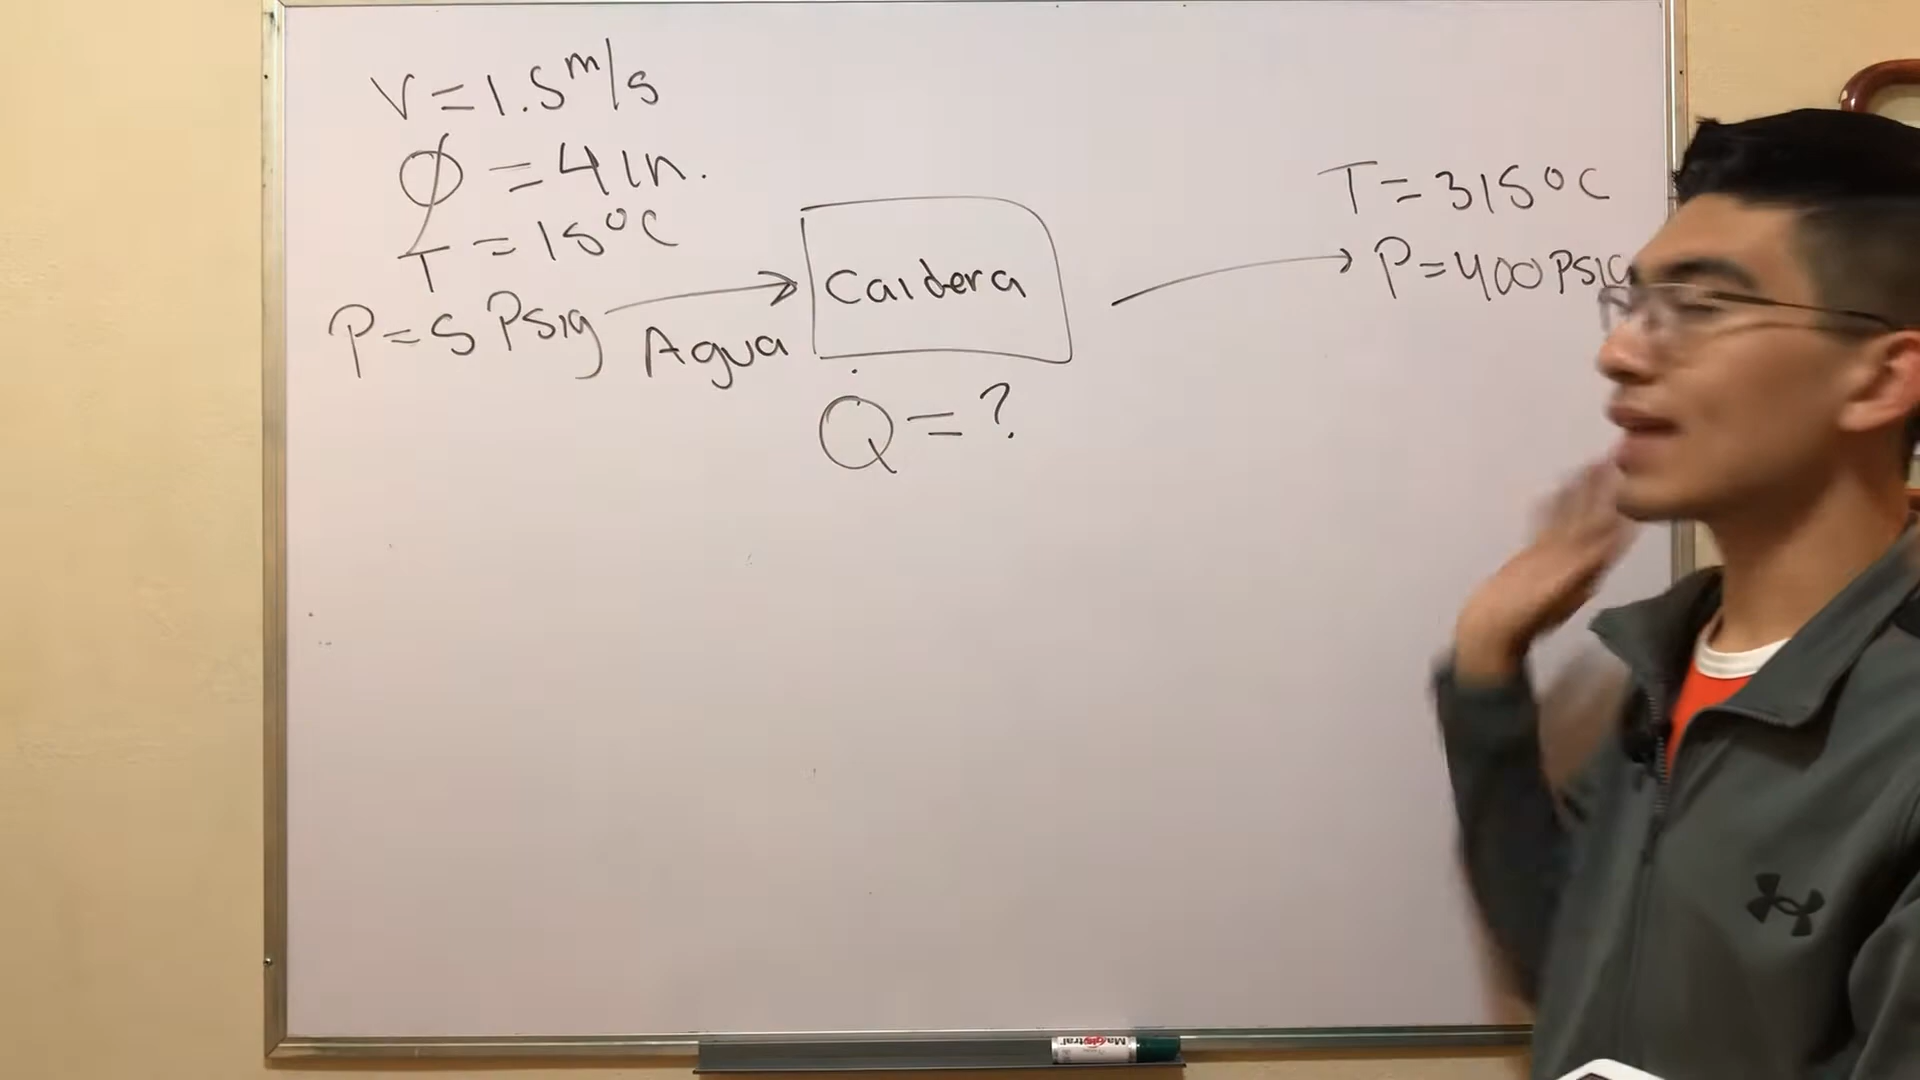 V=1.5 m/s
φ = 4 in.
T = 15°C
P=5 Psig
Agua
Caldera
Q̇=?
T=315°C
P=400 Psig